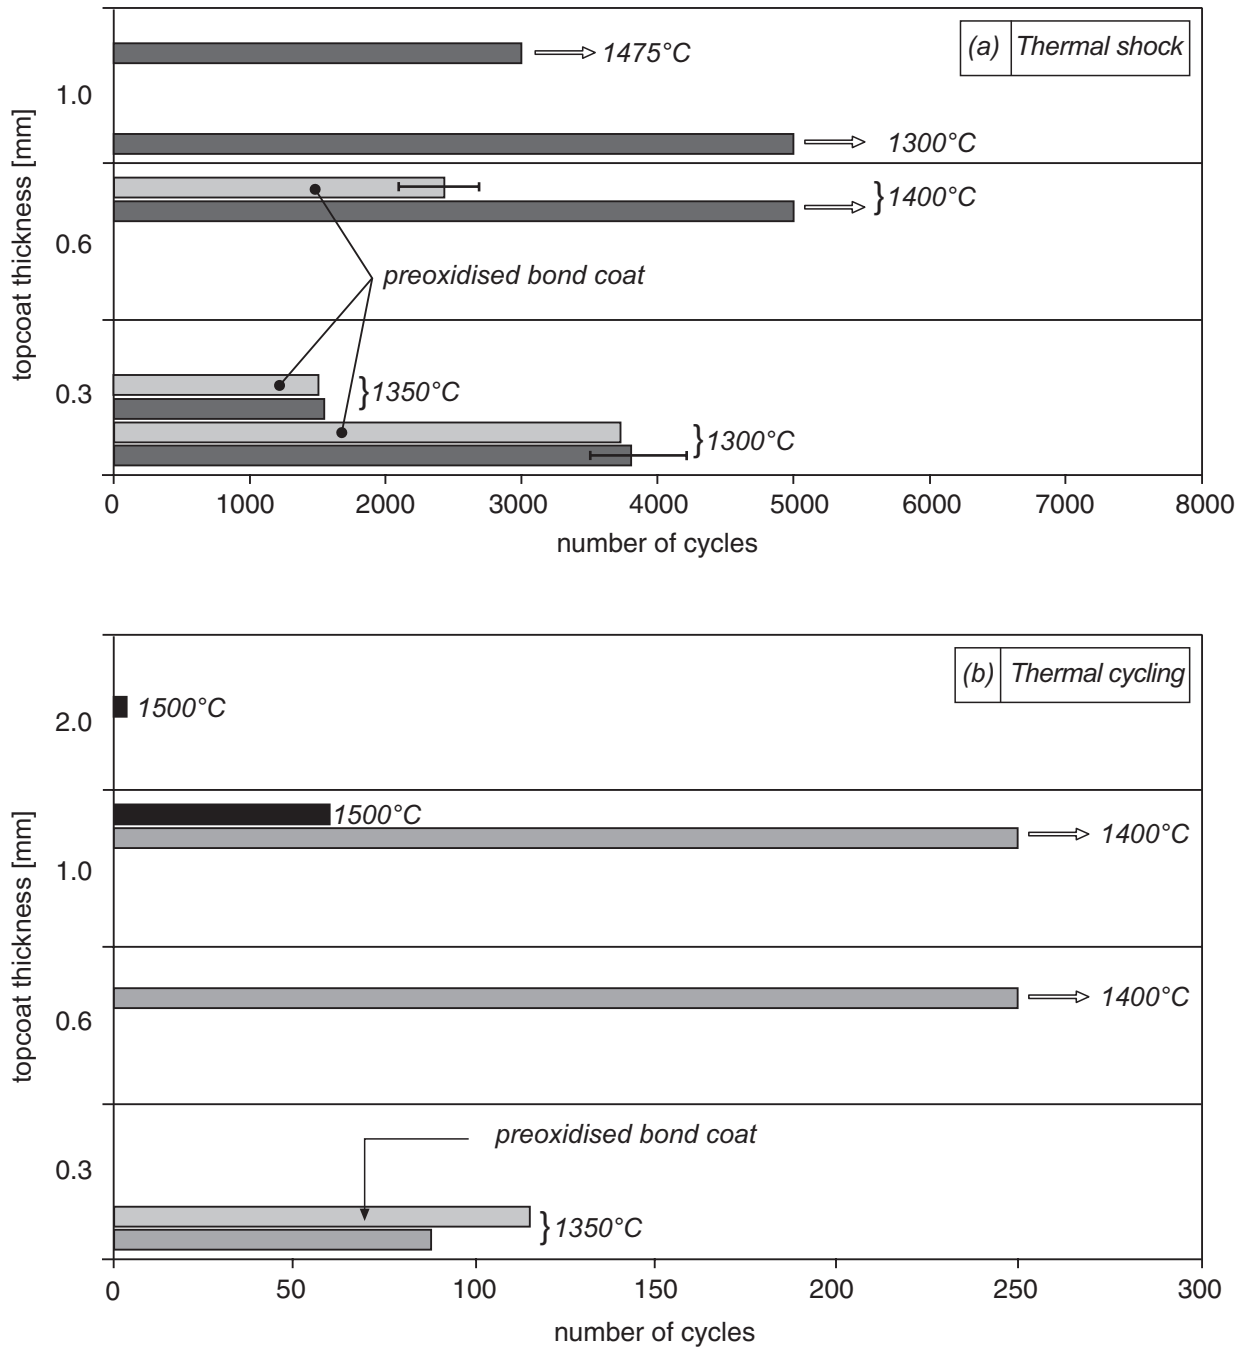 (a) Thermal shock
1475°C
1.0
1300°C
} 1400°C
0.6
preoxidised bond coat
0.3
}1350°C
}1300°C
topcoat thickness [mm]
0 1000 2000 3000 4000 5000 6000 7000 8000
number of cycles
(b) Thermal cycling
2.0
1500°C
1500°C
1400°C
1.0
1400°C
0.6
preoxidised bond coat
0.3
}1350°C
topcoat thickness [mm]
0 50 100 150 200 250 300
number of cycles